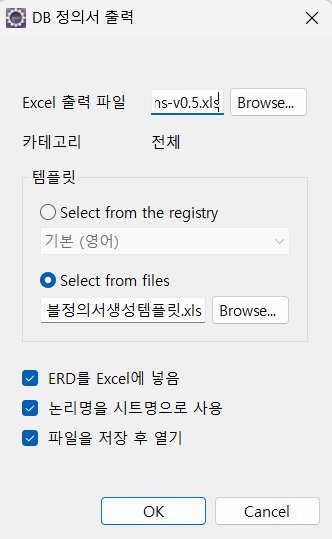 DB 정의서 출력
Excel 출력 파일 ns-v0.5.xls Browse...
카테고리 전체
템플릿
Select from the registry
기본 (영어)
Select from files
블정의서생성템플릿.xls Browse...
ERD를 Excel에 넣음
논리명을 시트명으로 사용
파일을 저장 후 열기
OK Cancel